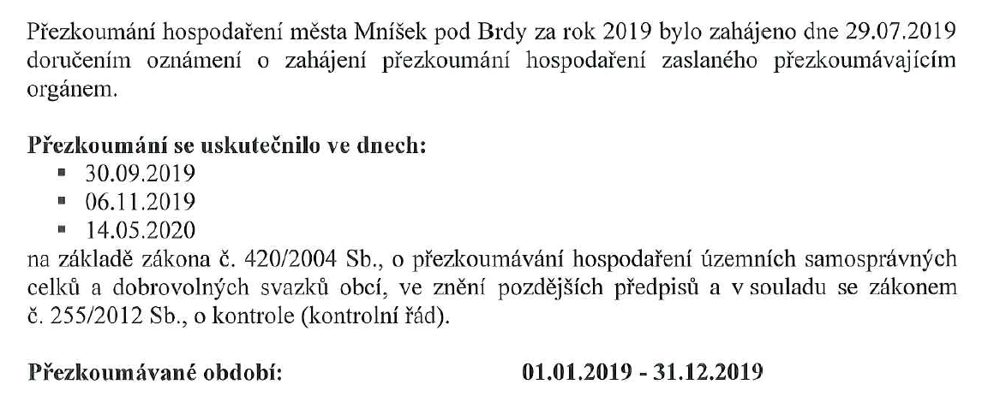 Přezkoumání hospodaření města Mníšek pod Brdy za rok 2019 bylo zahájeno dne 29.07.2019
doručením oznámení o zahájení přezkoumání hospodaření zaslaného přezkoumávajícím
orgánem.
Přezkoumání se uskutečnilo ve dnech:
▪ 30.09.2019
▪ 06.11.2019
▪ 14.05.2020
na základě zákona č. 420/2004 Sb., o přezkoumávání hospodaření územních samosprávných
celků a dobrovolných svazků obcí, ve znění pozdějších předpisů a v souladu se zákonem
č. 255/2012 Sb., o kontrole (kontrolní řád).
Přezkoumávané období: 01.01.2019 - 31.12.2019